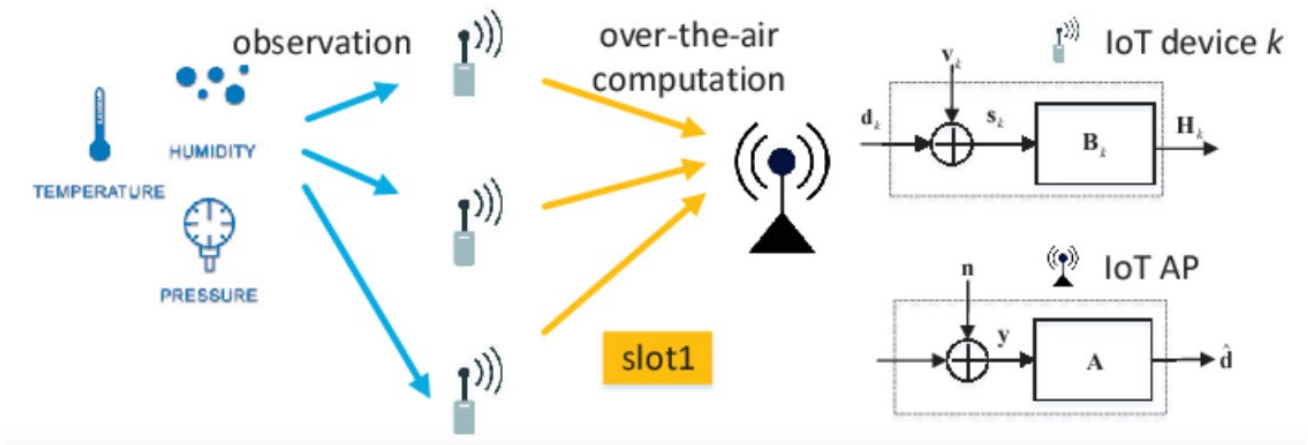 observation
over-the-air
computation
TEMPERATURE
HUMIDITY
PRESSURE
slot1
IoT device k
v_k
d_k
s_k
B_k
H_k
IoT AP
n
y
A
d̂